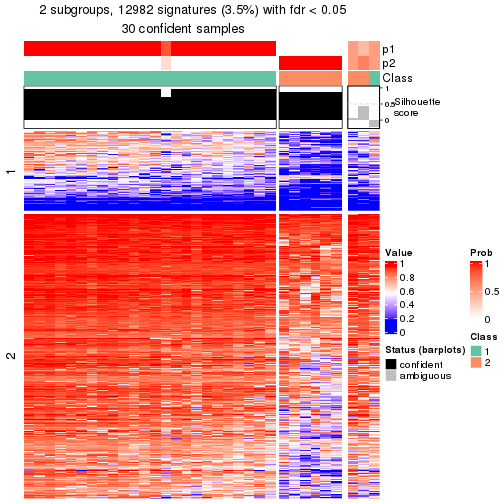 2 subgroups, 12982 signatures (3.5%) with fdr < 0.05
30 confident samples
p1
p2
Class
1
0.5
0
Silhouette
score
1
2
Value
1
0.8
0.6
0.4
0.2
0
Prob
1
0.5
0
Status (barplots)
confident
ambiguous
Class
1
2